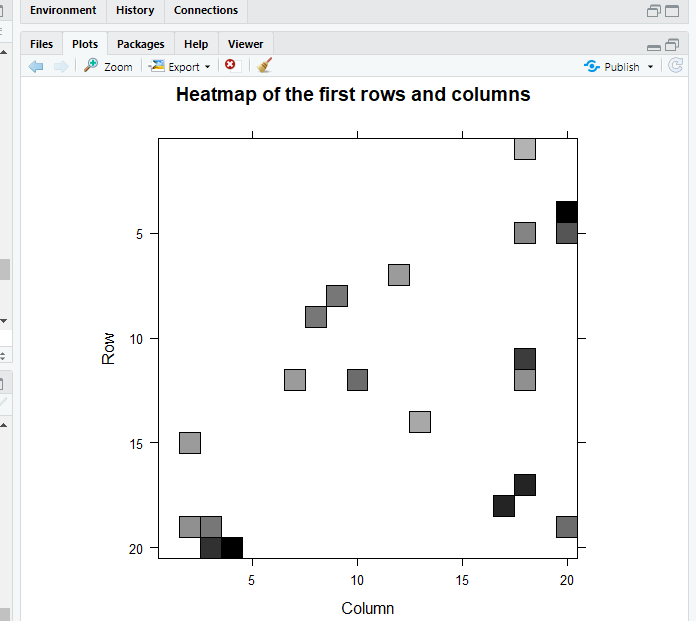 Environment History Connections
Files Plots Packages Help Viewer
Zoom Export Publish
Heatmap of the first rows and columns
5
10
15
20
Row
5 10 15 20
Column